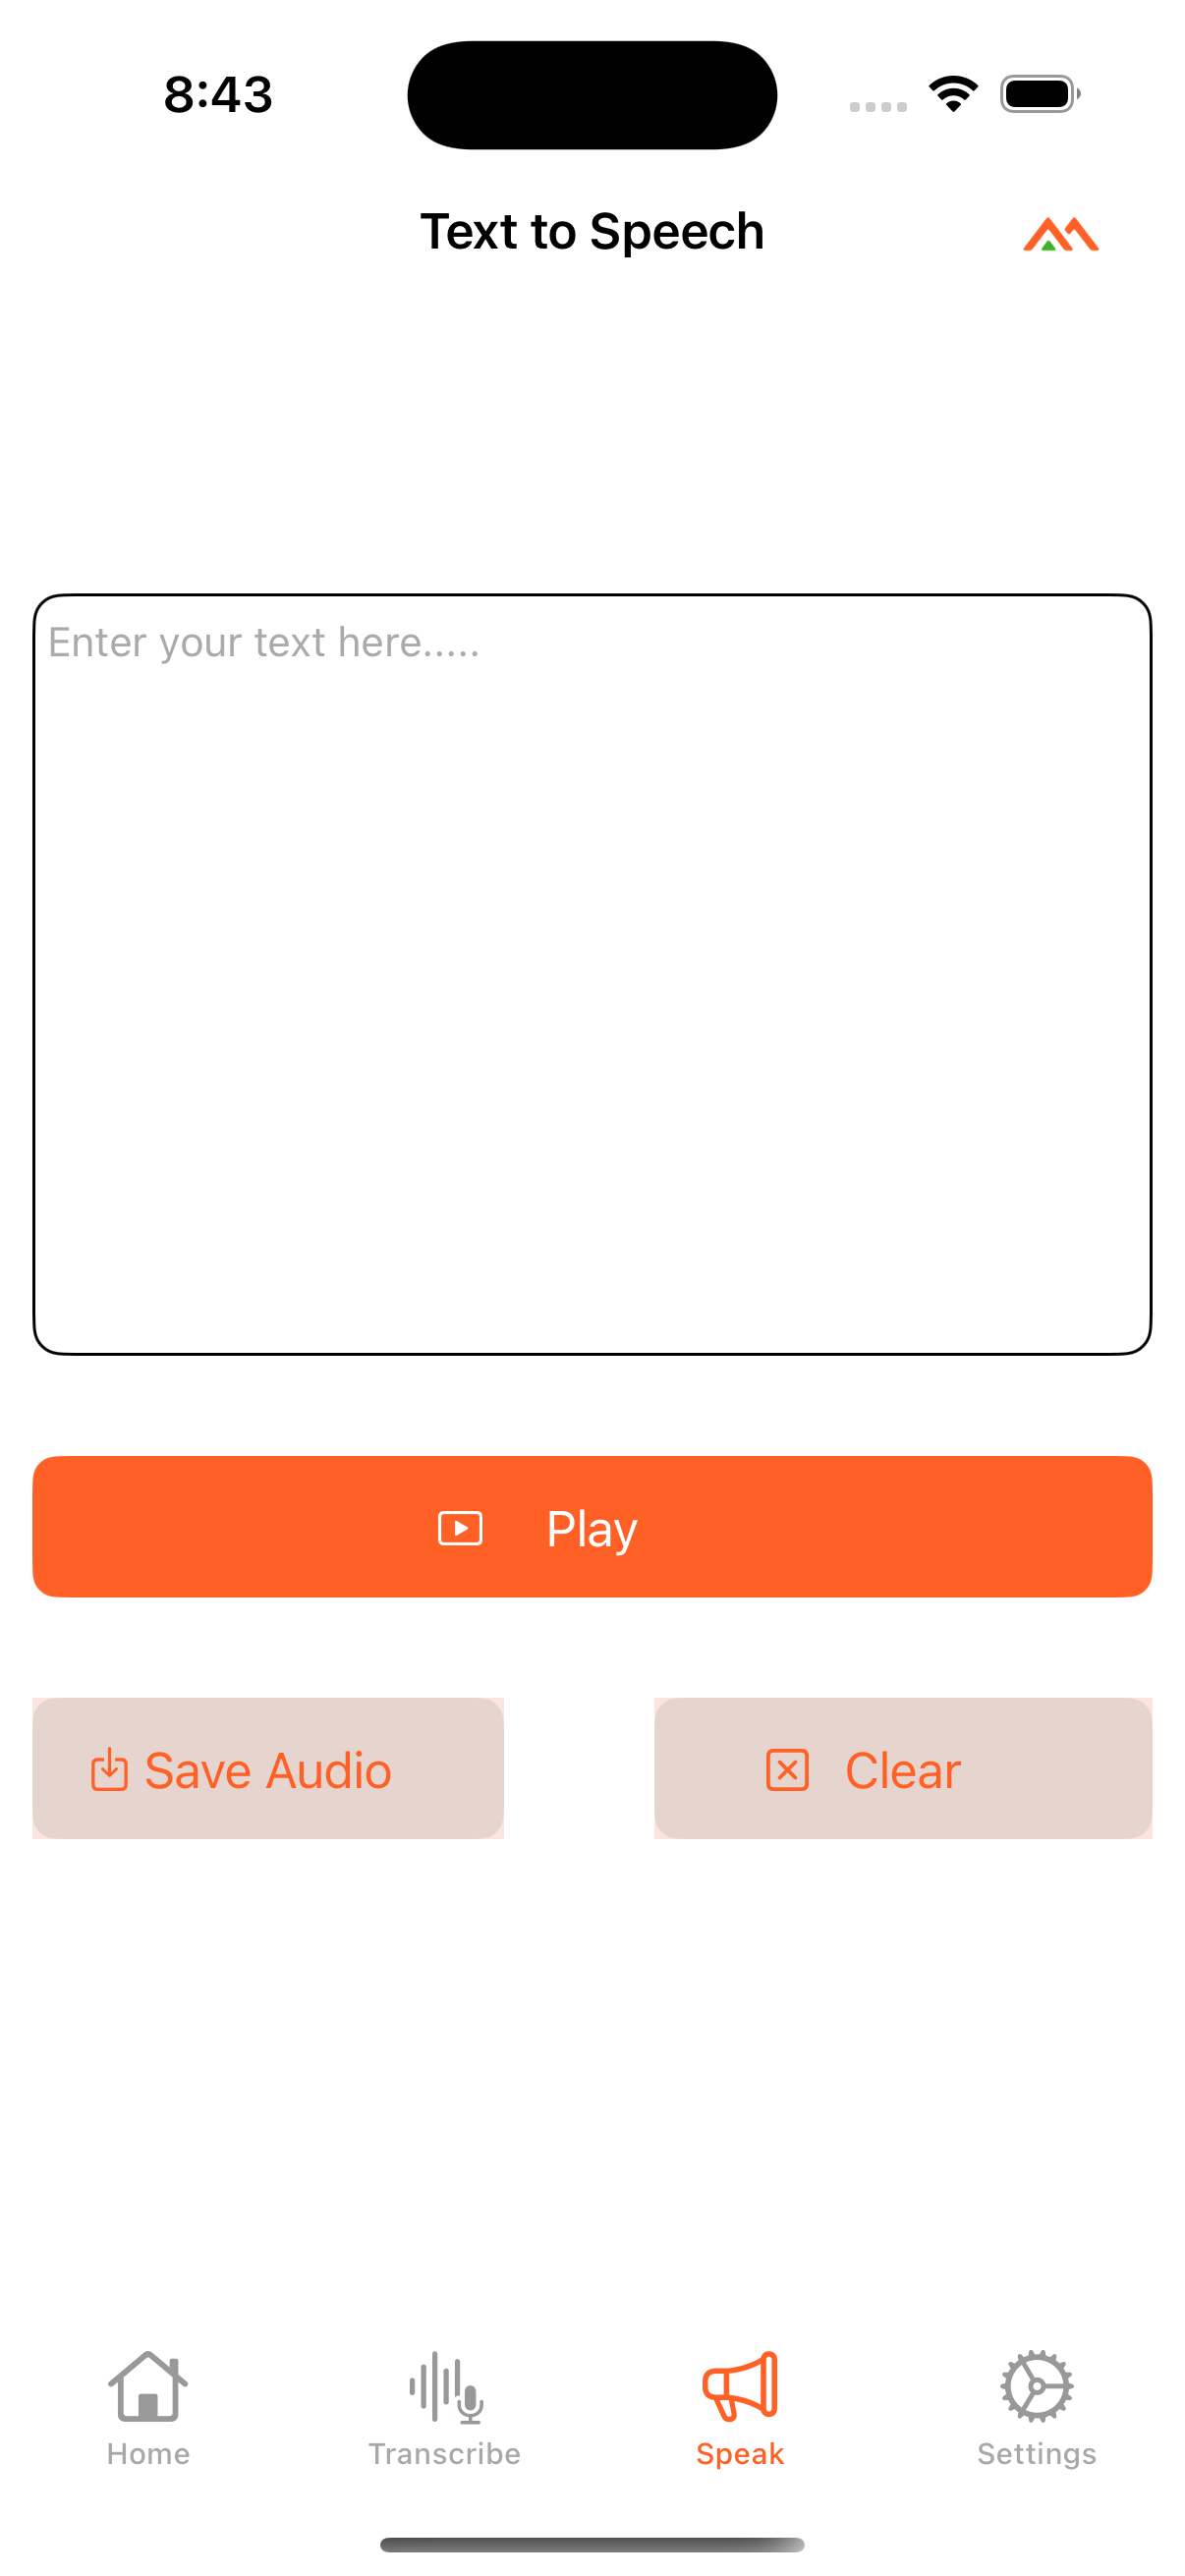 8:43
Text to Speech
Enter your text here.....
Play
Save Audio
Clear
Home
Transcribe
Speak
Settings